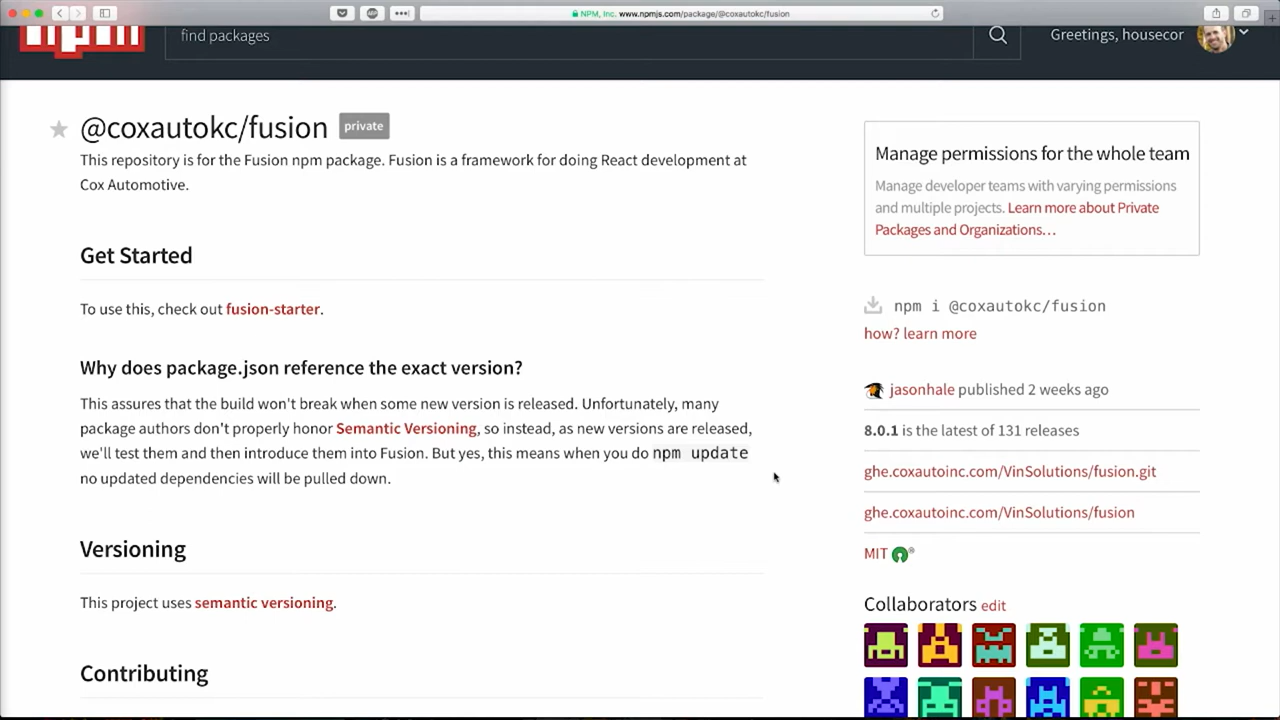 NPM, Inc. www.npmjs.com/package/@coxautokc/fusion
npm
find packages
Greetings, housecor
@coxautokc/fusion private
This repository is for the Fusion npm package. Fusion is a framework for doing React development at
Cox Automotive.
Get Started
To use this, check out fusion-starter.
Why does package.json reference the exact version?
This assures that the build won't break when some new version is released. Unfortunately, many
package authors don't properly honor Semantic Versioning, so instead, as new versions are released,
we'll test them and then introduce them into Fusion. But yes, this means when you do npm update
no updated dependencies will be pulled down.
Versioning
This project uses semantic versioning.
Contributing
Manage permissions for the whole team
Manage developer teams with varying permissions
and multiple projects. Learn more about Private
Packages and Organizations…
npm i @coxautokc/fusion
how? learn more
jasonhale published 2 weeks ago
8.0.1 is the latest of 131 releases
ghe.coxautoinc.com/VinSolutions/fusion.git
ghe.coxautoinc.com/VinSolutions/fusion
MIT
Collaborators edit